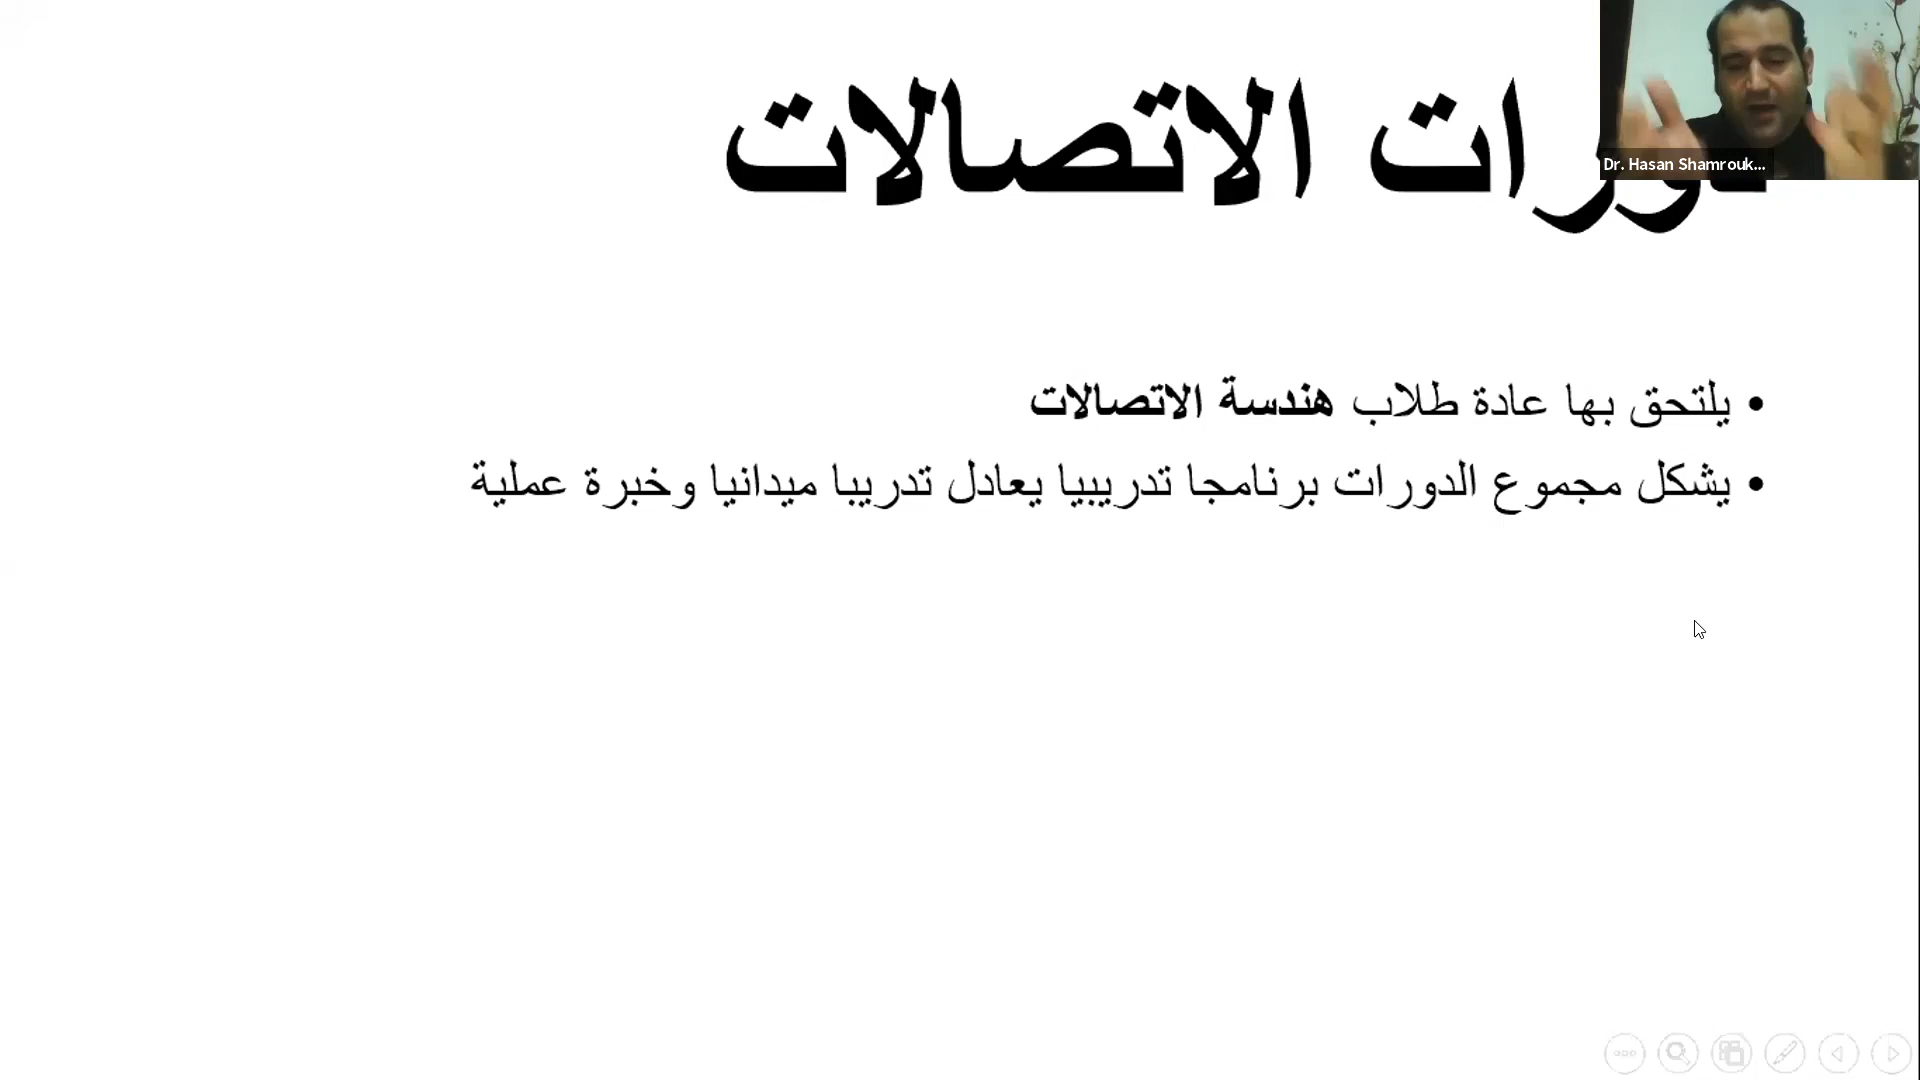 الاتصالات
Dr. Hasan Shamrouk...
• يلتحق بها عادة طلاب هندسة الاتصالات
• يشكل مجموع الدورات برنامجا تدريبيا يعادل تدريبا ميدانيا وخبرة عملية